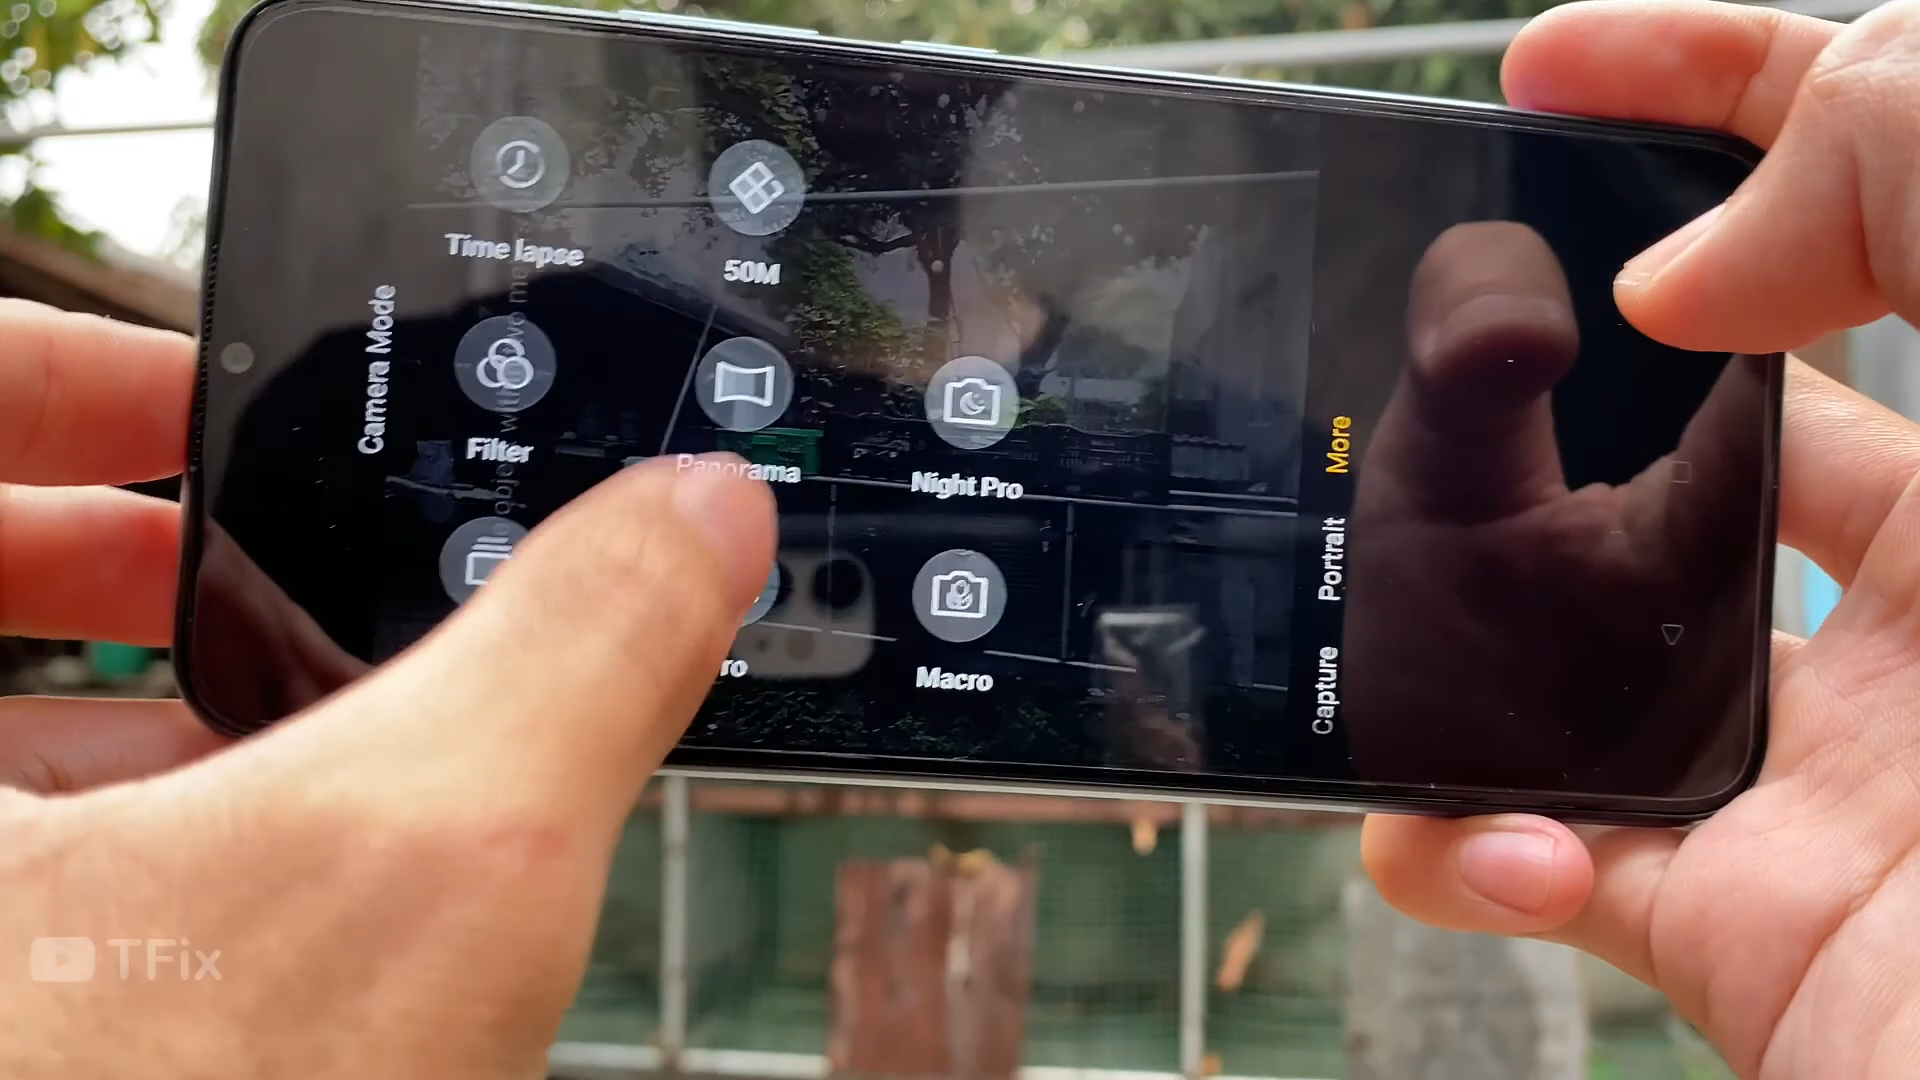 Time lapse
50M
Camera Mode
Filter
Panorama
Night Pro
Macro
More
Portrait
Capture
TFix